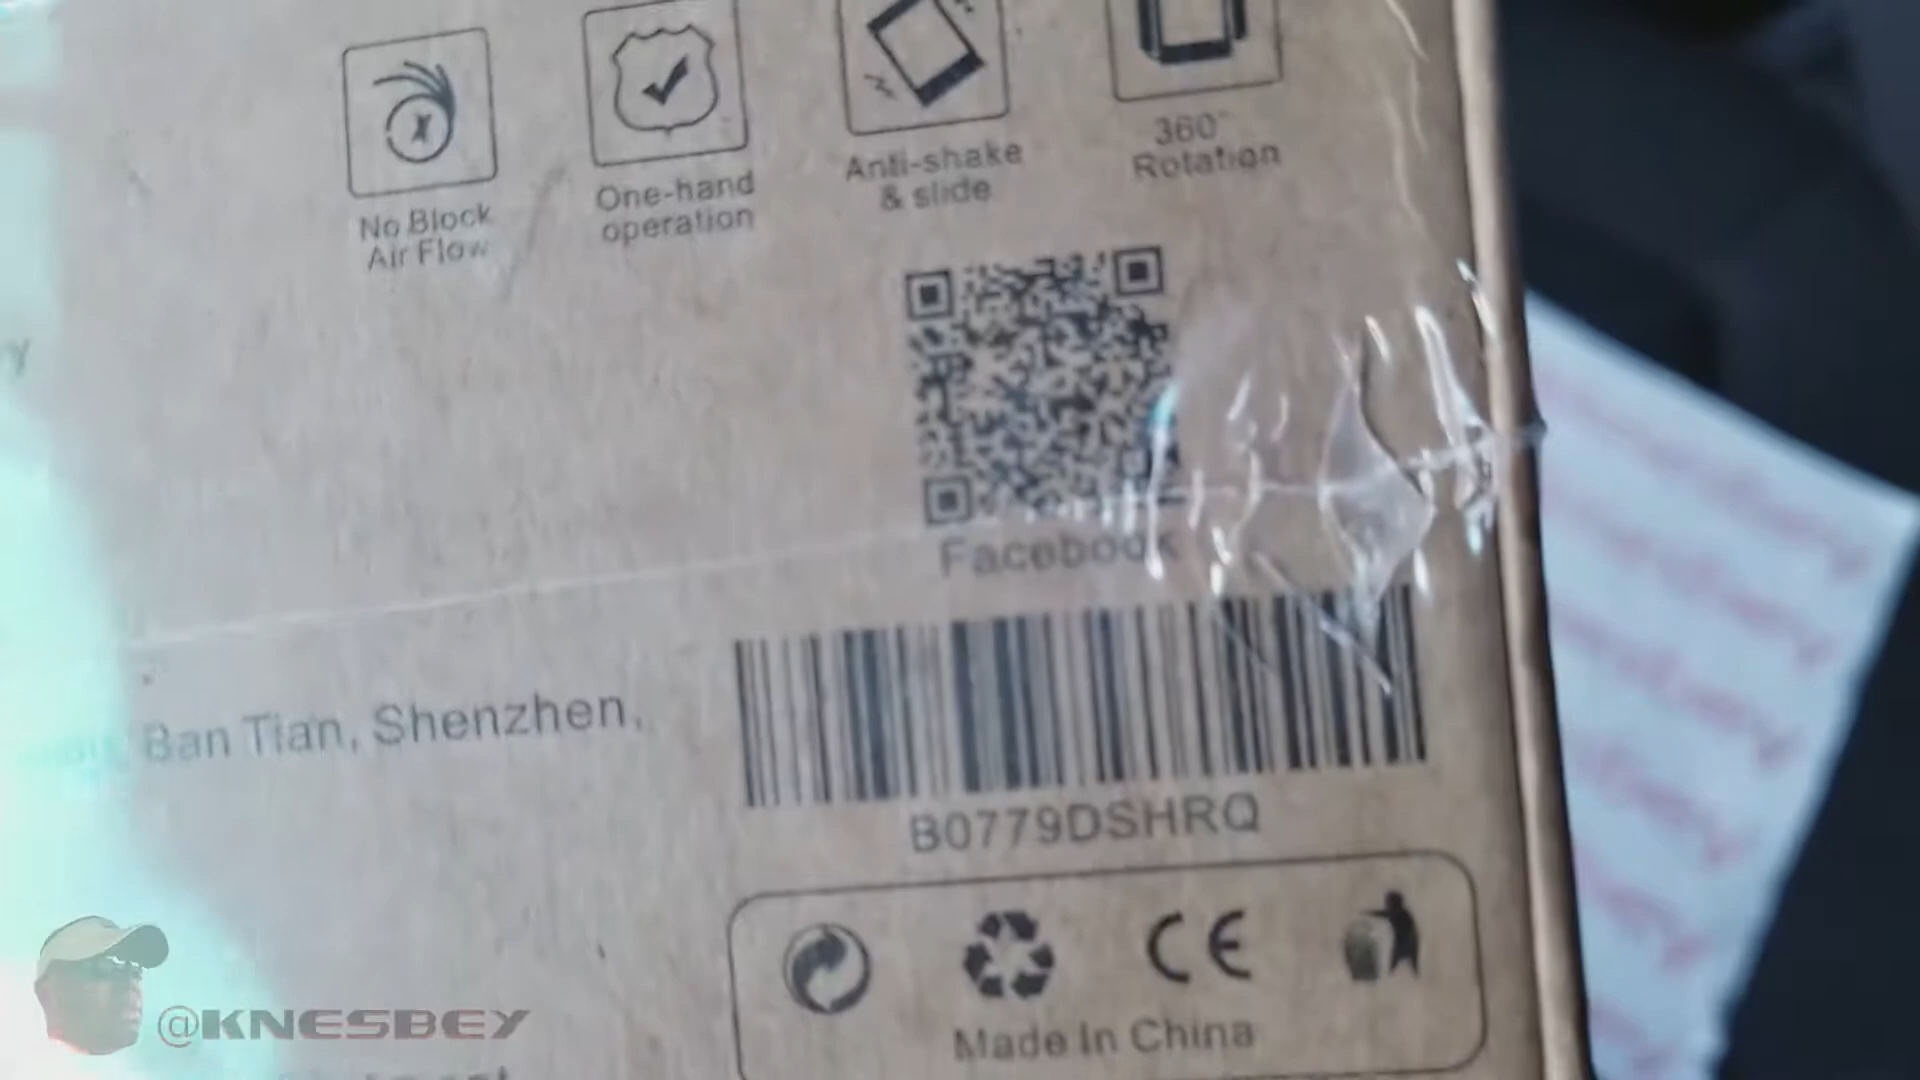 No Block
Air Flow
One-hand
operation
Anti-shake
& slide
360°
Rotation
Facebook
Ban Tian, Shenzhen,
B0779DSHRQ
CE
Made In China
@KNESBEY